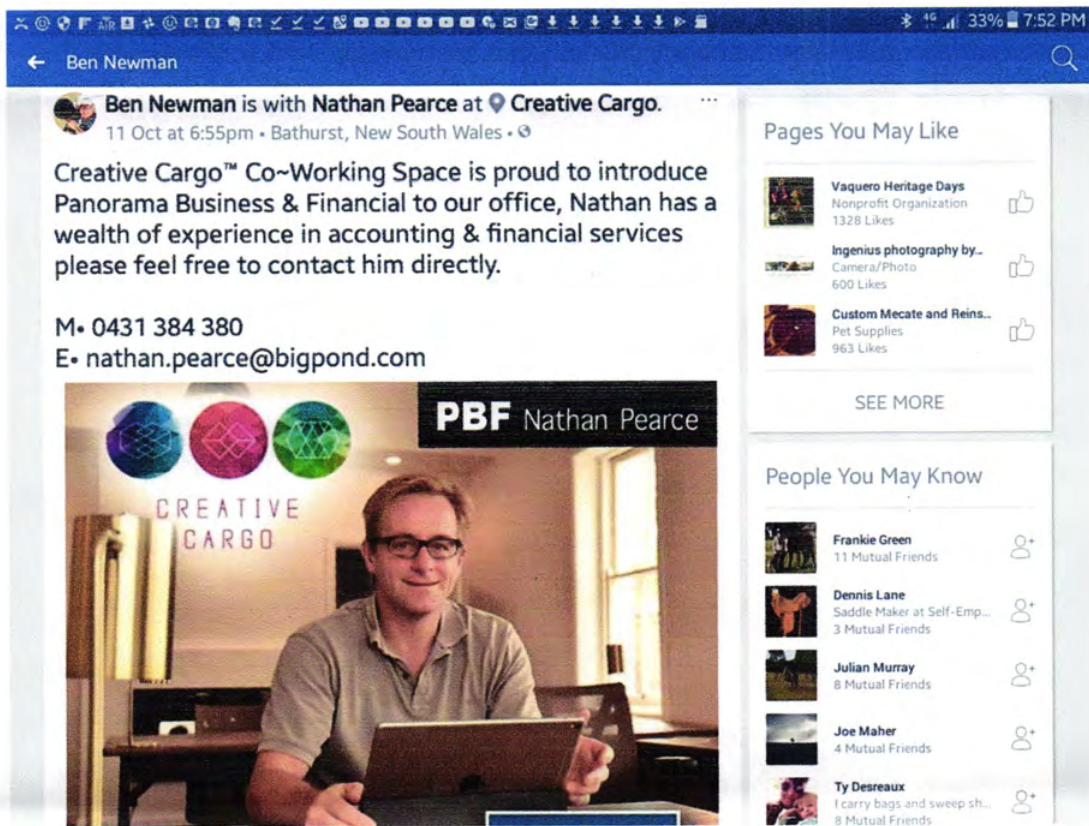 4G 33% 7:52 PM
Ben Newman
Ben Newman is with Nathan Pearce at Creative Cargo.
11 Oct at 6:55pm • Bathurst, New South Wales •
Creative Cargo™ Co~Working Space is proud to introduce
Panorama Business & Financial to our office, Nathan has a
wealth of experience in accounting & financial services
please feel free to contact him directly.
M• 0431 384 380
E• nathan.pearce@bigpond.com
PBF Nathan Pearce
CREATIVE
CARGO
Pages You May Like
Vaquero Heritage Days
Nonprofit Organization
1328 Likes
Ingenius photography by...
Camera/Photo
600 Likes
Custom Mecate and Reins...
Pet Supplies
963 Likes
SEE MORE
People You May Know
Frankie Green
11 Mutual Friends
Dennis Lane
Saddle Maker at Self-Emp...
3 Mutual Friends
Julian Murray
8 Mutual Friends
Joe Maher
4 Mutual Friends
Ty Desreaux
I carry bags and sweep sh...
8 Mutual Friends